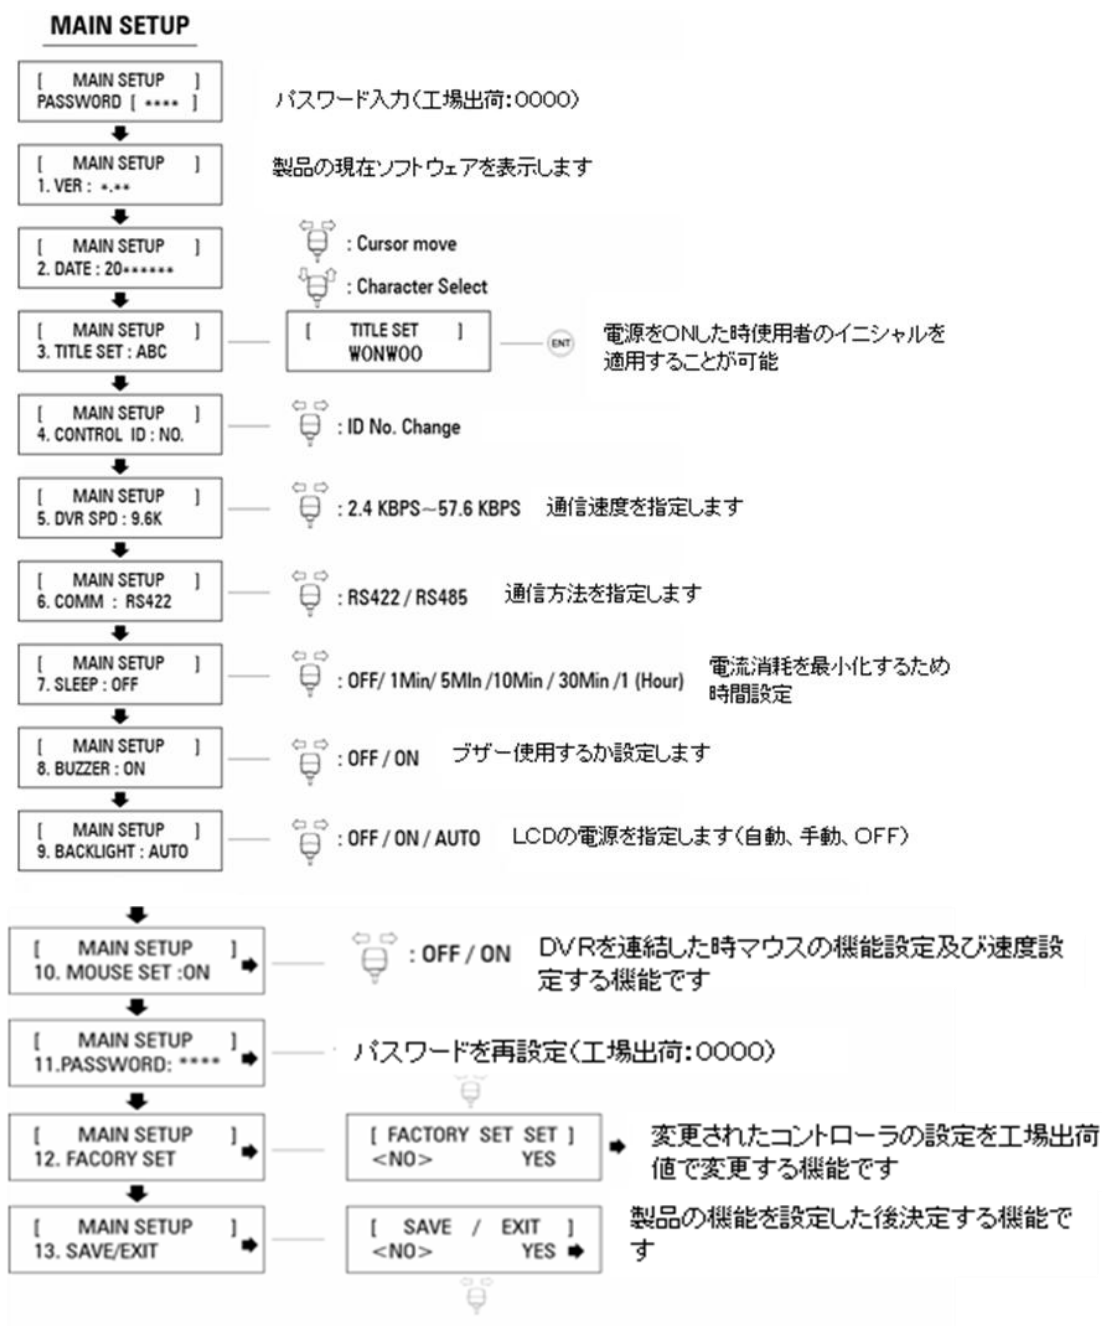 MAIN SETUP
[ MAIN SETUP ]
PASSWORD [ **** ]
パスワード入力(工場出荷:0000)
[ MAIN SETUP ]
1. VER : *.**
製品の現在ソフトウェアを表示します
[ MAIN SETUP ]
2. DATE : 20******
: Cursor move
: Character Select
[ MAIN SETUP ]
3. TITLE SET : ABC
[ TITLE SET ]
WONWOO
ENT
電源をONした時使用者のイニシャルを
適用することが可能
[ MAIN SETUP ]
4. CONTROL ID : NO.
: ID No. Change
[ MAIN SETUP ]
5. DVR SPD : 9.6K
: 2.4 KBPS~57.6 KBPS 通信速度を指定します
[ MAIN SETUP ]
6. COMM : RS422
: RS422 / RS485 通信方法を指定します
[ MAIN SETUP ]
7. SLEEP : OFF
: OFF/ 1Min/ 5MIn /10Min / 30Min /1 (Hour)
電流消耗を最小化するため
時間設定
[ MAIN SETUP ]
8. BUZZER : ON
: OFF / ON ブザー使用するか設定します
[ MAIN SETUP ]
9. BACKLIGHT : AUTO
: OFF / ON / AUTO LCDの電源を指定します(自動、手動、OFF)
[ MAIN SETUP ]
10. MOUSE SET :ON
: OFF / ON
DVRを連結した時マウスの機能設定及び速度設
定する機能です
[ MAIN SETUP ]
11.PASSWORD: ****
パスワードを再設定(工場出荷:0000)
[ MAIN SETUP ]
12. FACORY SET
[ FACTORY SET SET ]
<NO> YES
変更されたコントローラの設定を工場出荷
値で変更する機能です
[ MAIN SETUP ]
13. SAVE/EXIT
[ SAVE / EXIT ]
<NO> YES
製品の機能を設定した後決定する機能で
す